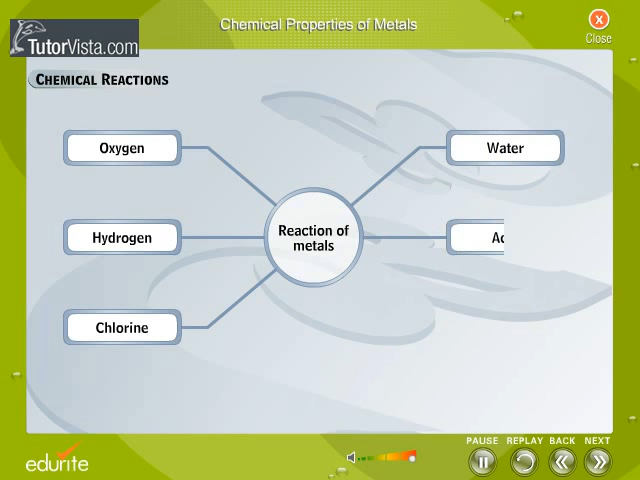 Chemical Properties of Metals
TutorVista.com
Close
CHEMICAL REACTIONS
Oxygen
Water
Hydrogen
Reaction of
metals
Chlorine
PAUSE REPLAY BACK NEXT
edurite